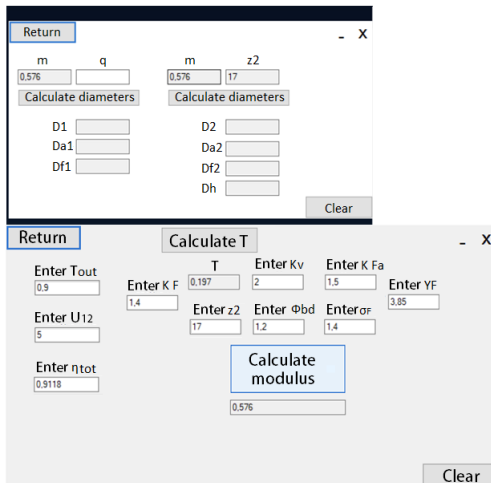 Return
_ X
m q m z2
0,576 0,576 17
Calculate diameters Calculate diameters
D1 D2
Da1 Da2
Df1 Df2
Dh
Clear
Return Calculate T _ X
Enter Tout T Enter Kv Enter K Fa
0,9 Enter K F 0,197 2 1,5 Enter YF
1,4 3,85
Enter U12 Enter z2 Enter Φbd Enter σF
5 17 1,2 1,4
Enter ηtot Calculate
0,9118 modulus
0,576
Clear